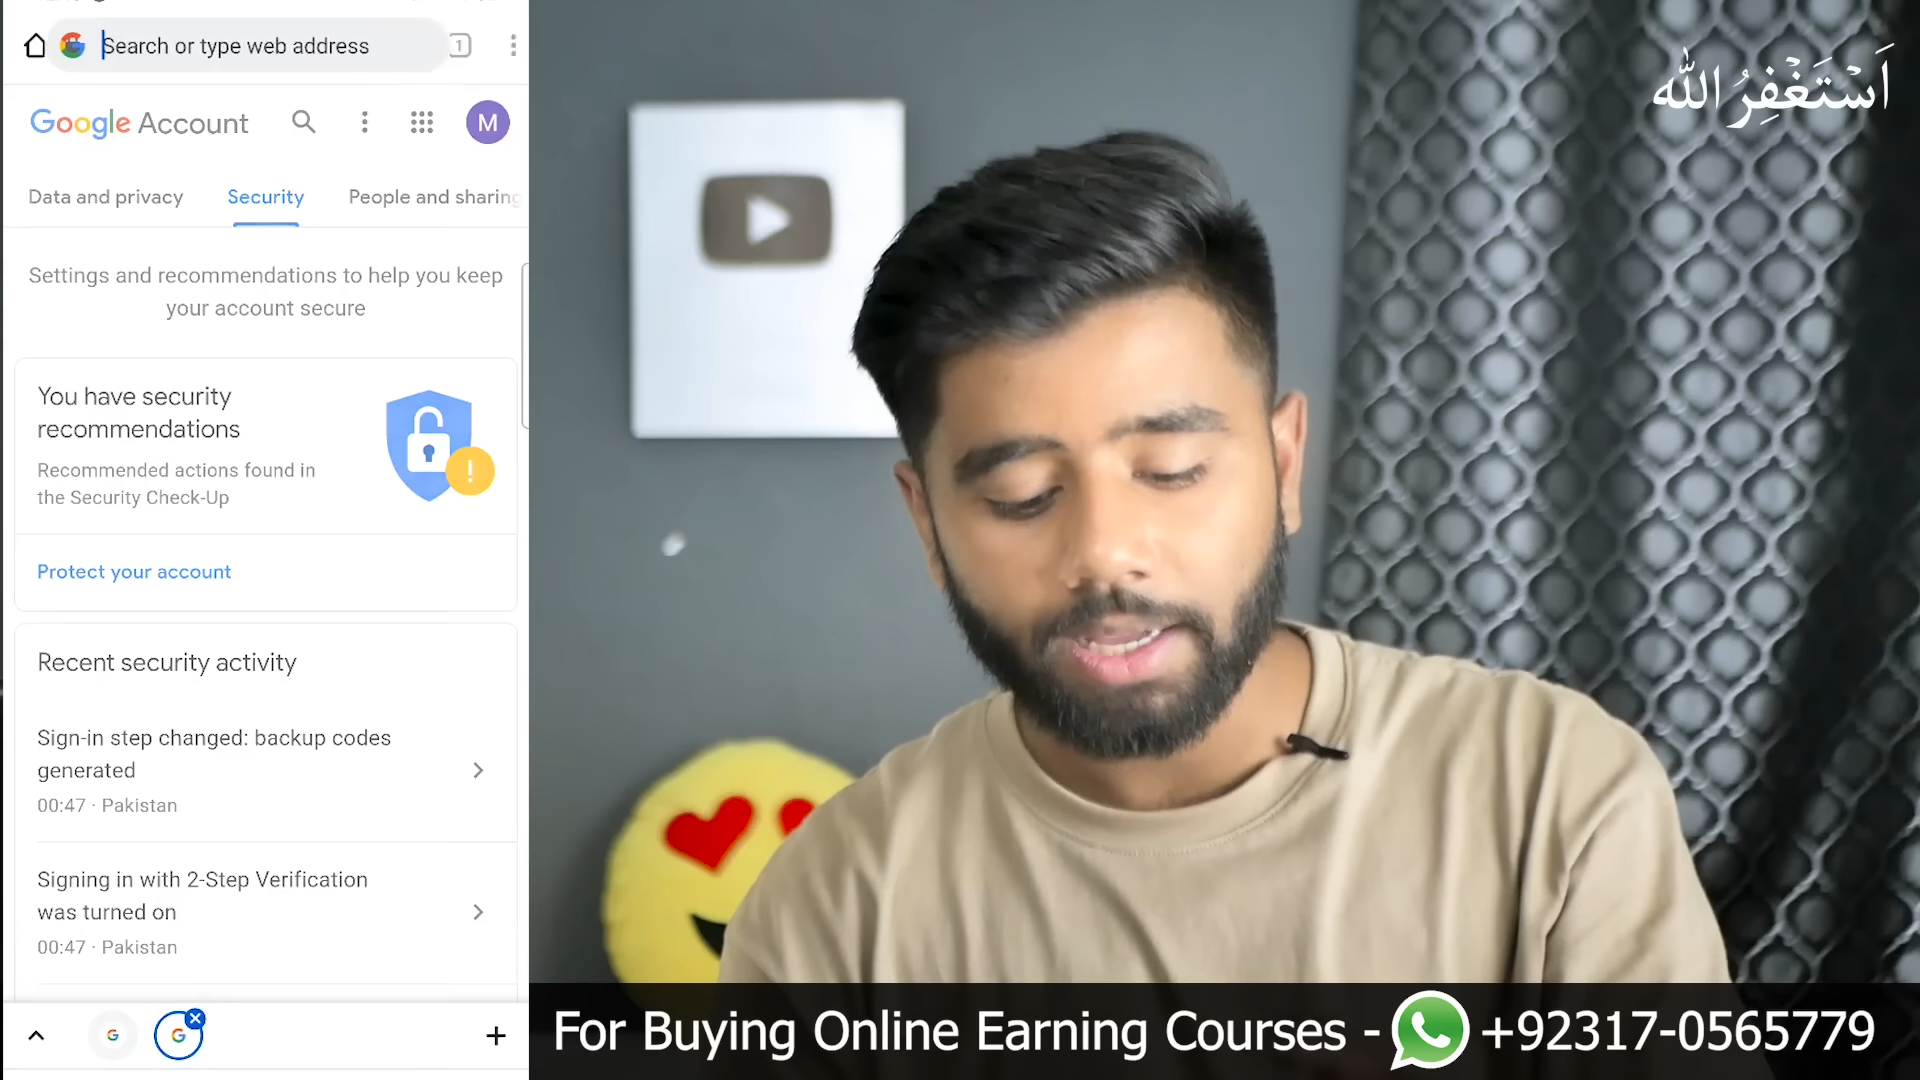 Search or type web address
1
Google Account
M
Data and privacy
Security
People and sharing
Settings and recommendations to help you keep
your account secure
You have security
recommendations
Recommended actions found in
the Security Check-Up
Protect your account
Recent security activity
Sign-in step changed: backup codes
generated
00:47 · Pakistan
Signing in with 2-Step Verification
was turned on
00:47 · Pakistan
أَسْتَغْفِرُ اللّٰه
For Buying Online Earning Courses - +92317-0565779